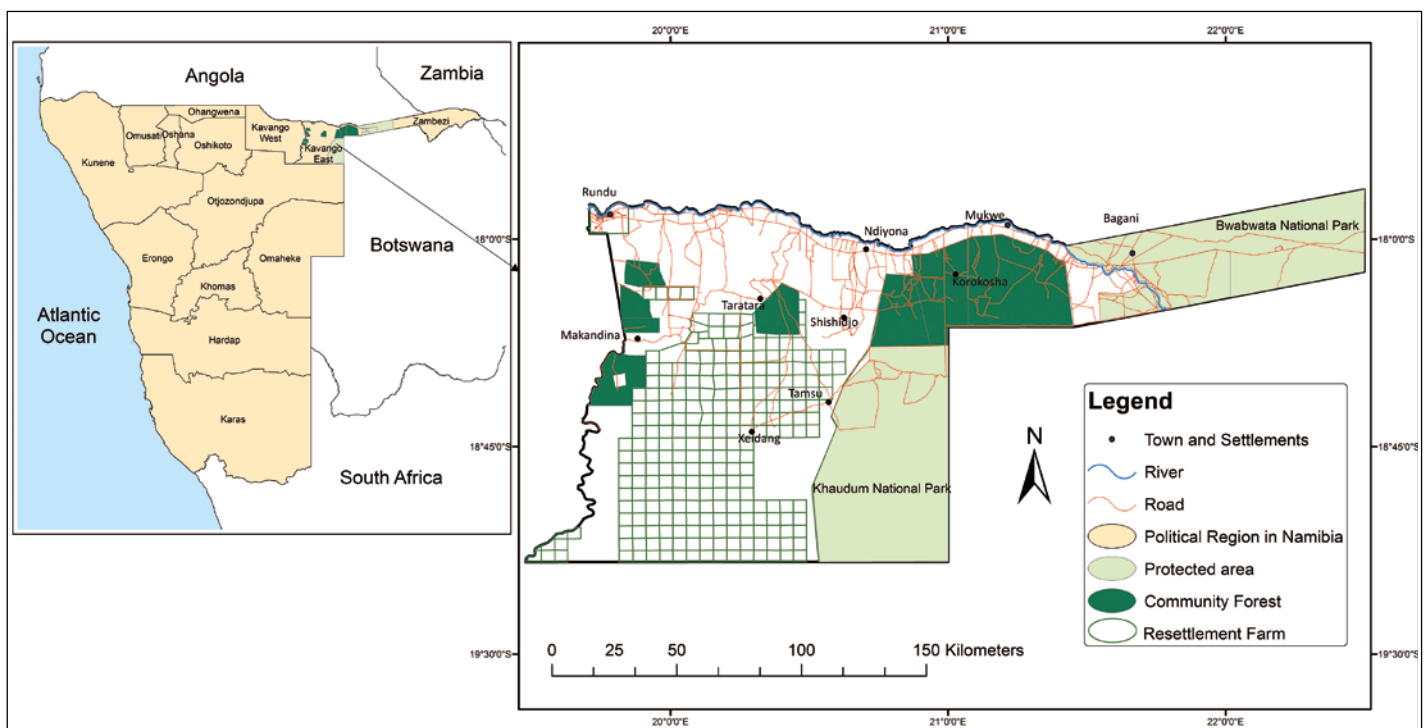 Angola
Zambia
Ohangwena
Omusati
Oshana
Oshikoto
Kavango
West
Kavango
East
Zambezi
Kunene
Otjozondjupa
Botswana
Erongo
Omaheke
Khomas
Atlantic
Ocean
Hardap
Karas
South Africa
20°0'0"E
21°0'0"E
22°0'0"E
Rundu
Mukwe
Ndiyona
Bagani
Bwabwata National Park
18°0'0"S
18°0'0"S
Korokosha
Taratara
Shishidjo
Makandina
Tamsu
Xeidang
Khaudum National Park
18°45'0"S
18°45'0"S
N
Legend
Town and Settlements
River
Road
Political Region in Namibia
Protected area
Community Forest
Resettlement Farm
0 25 50 100 150 Kilometers
19°30'0"S
19°30'0"S
20°0'0"E
21°0'0"E
22°0'0"E